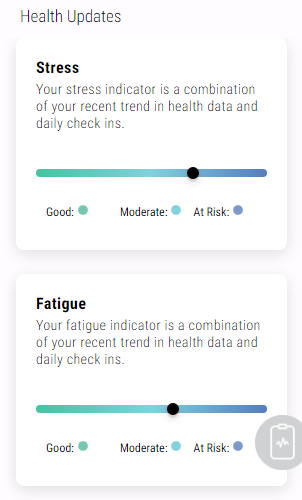 Health Updates
Stress
Your stress indicator is a combination
of your recent trend in health data and
daily check ins.
Good: Moderate: At Risk:
Fatigue
Your fatigue indicator is a combination
of your recent trend in health data and
daily check ins.
Good: Moderate: At Risk: